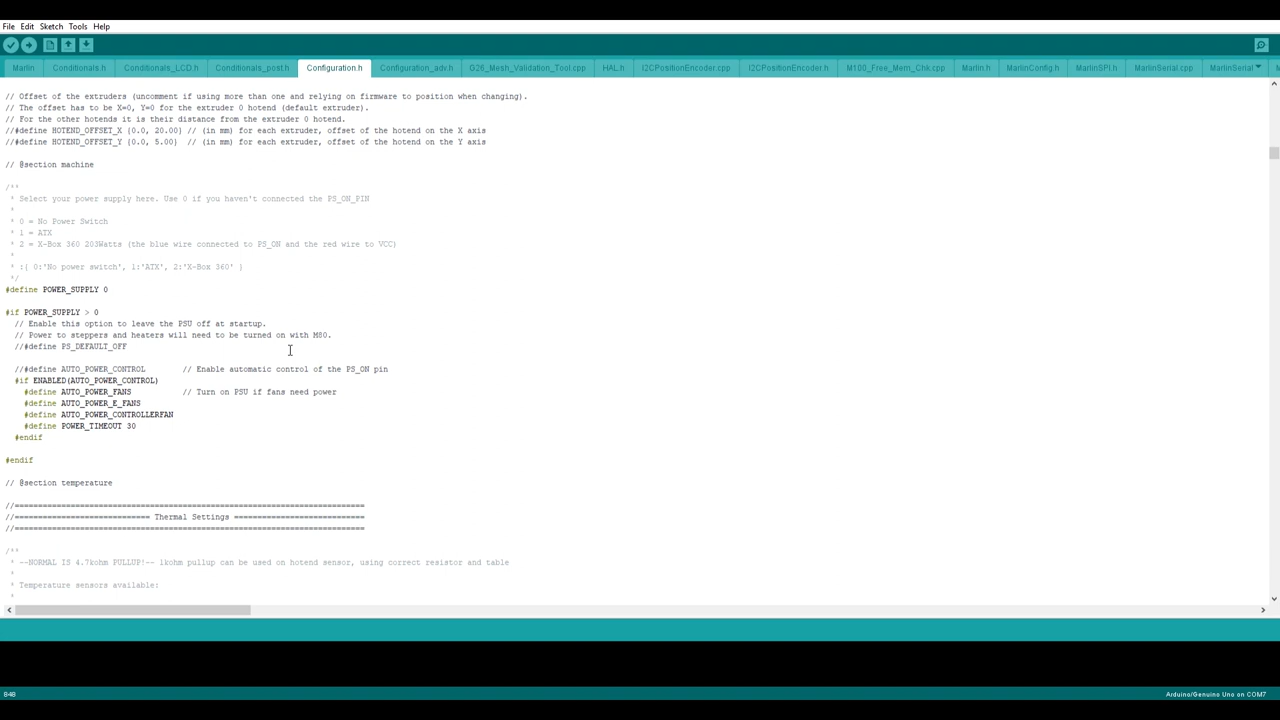 File Edit Sketch Tools Help
Marlin Conditionals.h Conditionals_LCD.h Conditionals_post.h Configuration.h Configuration_adv.h G26_Mesh_Validation_Tool.cpp HAL.h I2CPositionEncoder.cpp I2CPositionEncoder.h M100_Free_Mem_Chk.cpp Marlin.h MarlinConfig.h MarlinSPI.h MarlinSerial.cpp MarlinSerial
// Offset of the extruders (uncomment if using more than one and relying on firmware to position when changing).
// The offset has to be X=0, Y=0 for the extruder 0 hotend (default extruder).
// For the other hotends it is their distance from the extruder 0 hotend.
//#define HOTEND_OFFSET_X {0.0, 20.00} // (in mm) for each extruder, offset of the hotend on the X axis
//#define HOTEND_OFFSET_Y {0.0, 5.00}  // (in mm) for each extruder, offset of the hotend on the Y axis
// @section machine
/**
* Select your power supply here. Use 0 if you haven't connected the PS_ON_PIN
*
* 0 = No Power Switch
* 1 = ATX
* 2 = X-Box 360 203Watts (the blue wire connected to PS_ON and the red wire to VCC)
*
* :{ 0:'No power switch', 1:'ATX', 2:'X-Box 360' }
*/
#define POWER_SUPPLY 0
#if POWER_SUPPLY > 0
// Enable this option to leave the PSU off at startup.
// Power to steppers and heaters will need to be turned on with M80.
//#define PS_DEFAULT_OFF
//#define AUTO_POWER_CONTROL        // Enable automatic control of the PS_ON pin
#if ENABLED(AUTO_POWER_CONTROL)
#define AUTO_POWER_FANS           // Turn on PSU if fans need power
#define AUTO_POWER_E_FANS
#define AUTO_POWER_CONTROLLERFAN
#define POWER_TIMEOUT 30
#endif
#endif
// @section temperature
//===========================================================================
//============================= Thermal Settings ============================
//===========================================================================
/**
* --NORMAL IS 4.7kohm PULLUP!-- 1kohm pullup can be used on hotend sensor, using correct resistor and table
*
* Temperature sensors available:
*
848 Arduino/Genuino Uno on COM7